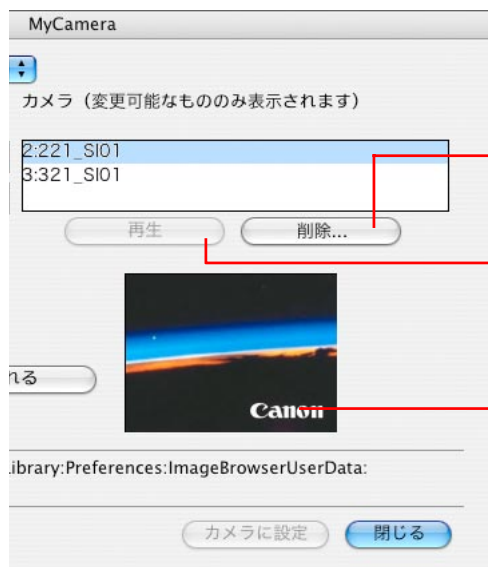 MyCamera
カメラ（変更可能なもののみ表示されます）
2:221_SI01
3:321_SI01
再生
削除...
れる
Canon
ibrary:Preferences:ImageBrowserUserData:
カメラに設定
閉じる